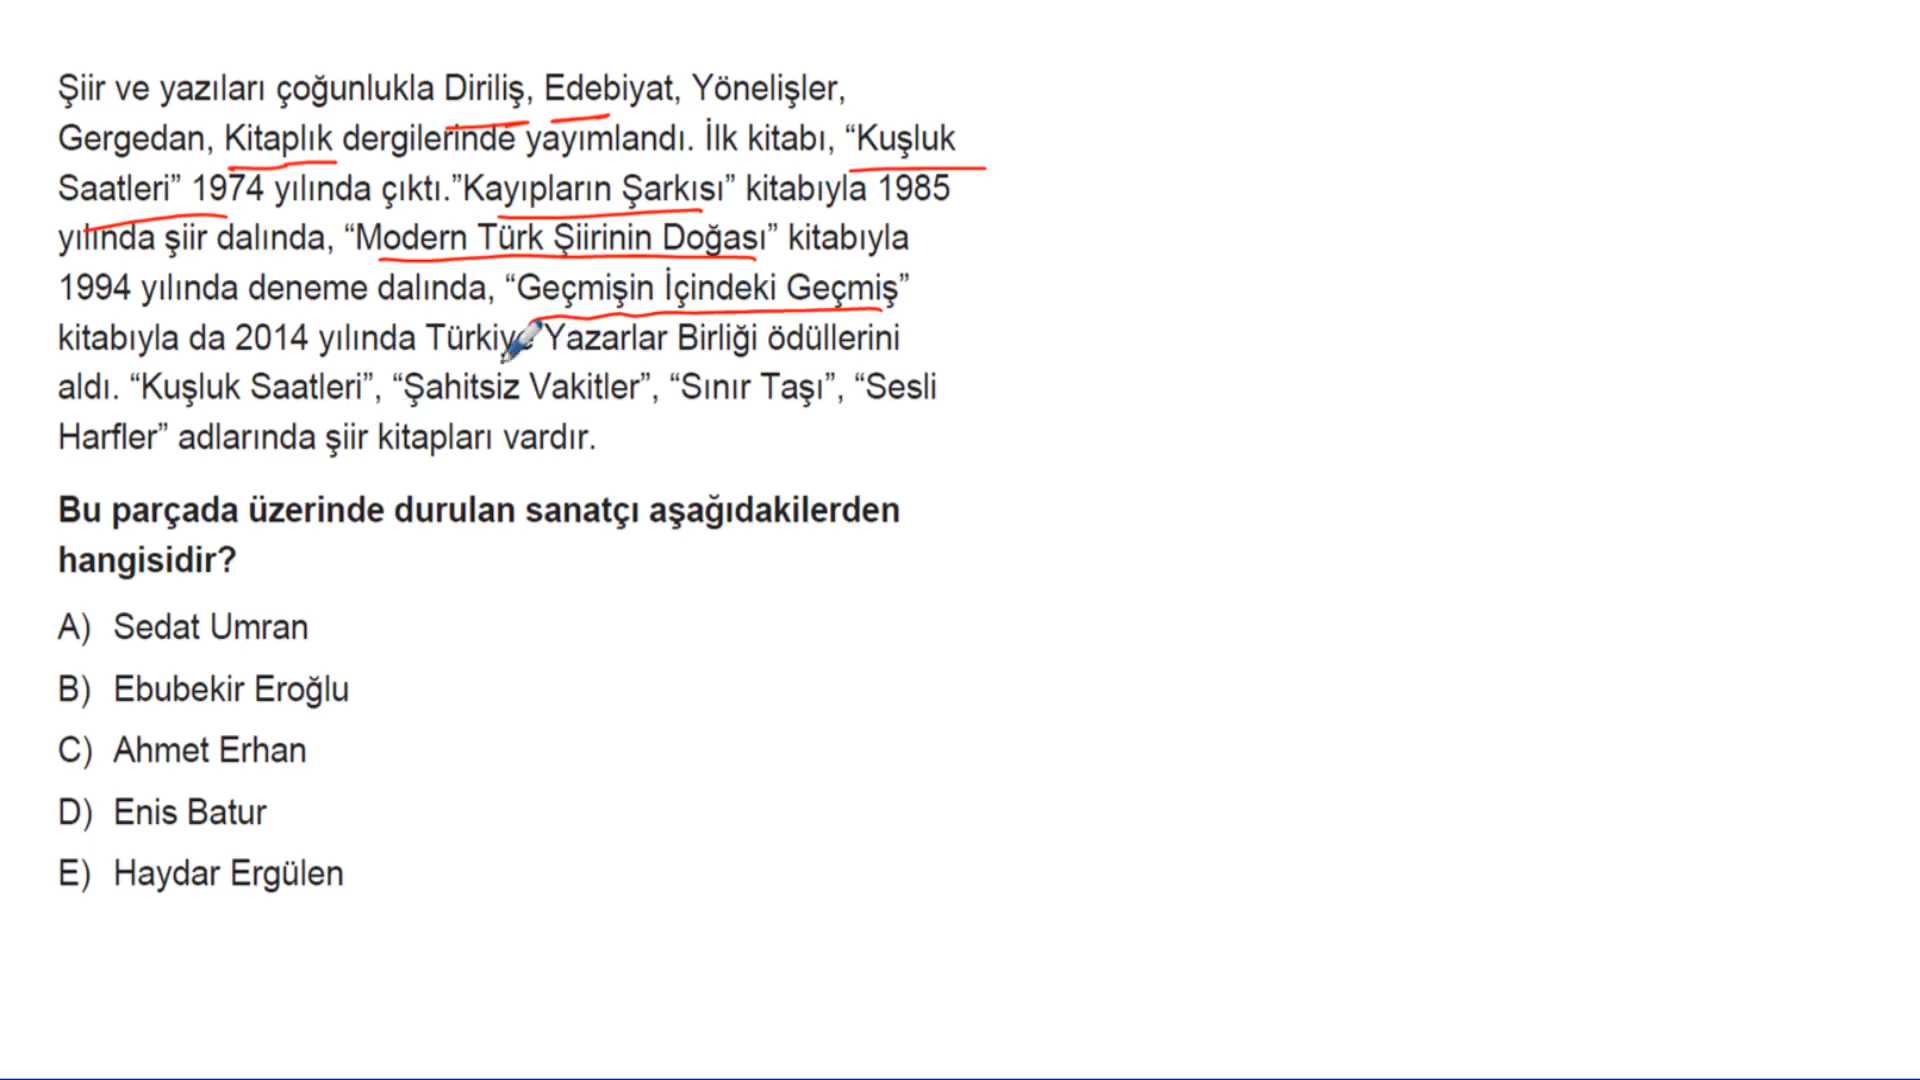 Şiir ve yazıları çoğunlukla Diriliş, Edebiyat, Yönelişler,
Gergedan, Kitaplık dergilerinde yayımlandı. İlk kitabı, “Kuşluk
Saatleri” 1974 yılında çıktı.”Kayıpların Şarkısı” kitabıyla 1985
yılında şiir dalında, “Modern Türk Şiirinin Doğası” kitabıyla
1994 yılında deneme dalında, “Geçmişin İçindeki Geçmiş”
kitabıyla da 2014 yılında Türkiye Yazarlar Birliği ödüllerini
aldı. “Kuşluk Saatleri”, “Şahitsiz Vakitler”, “Sınır Taşı”, “Sesli
Harfler” adlarında şiir kitapları vardır.
Bu parçada üzerinde durulan sanatçı aşağıdakilerden
hangisidir?
A) Sedat Umran
B) Ebubekir Eroğlu
C) Ahmet Erhan
D) Enis Batur
E) Haydar Ergülen